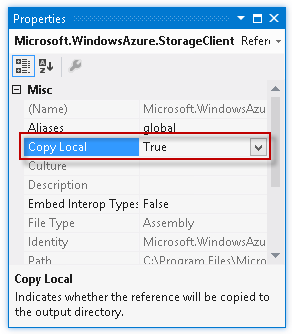 Properties
Microsoft.WindowsAzure.StorageClient Refere
Misc
(Name) Microsoft.WindowsAzu
Aliases global
Copy Local True
Culture
Description
Embed Interop Types False
File Type Assembly
Identity Microsoft.WindowsAzu
Path C:\Program Files\Micro
Copy Local
Indicates whether the reference will be copied
to the output directory.